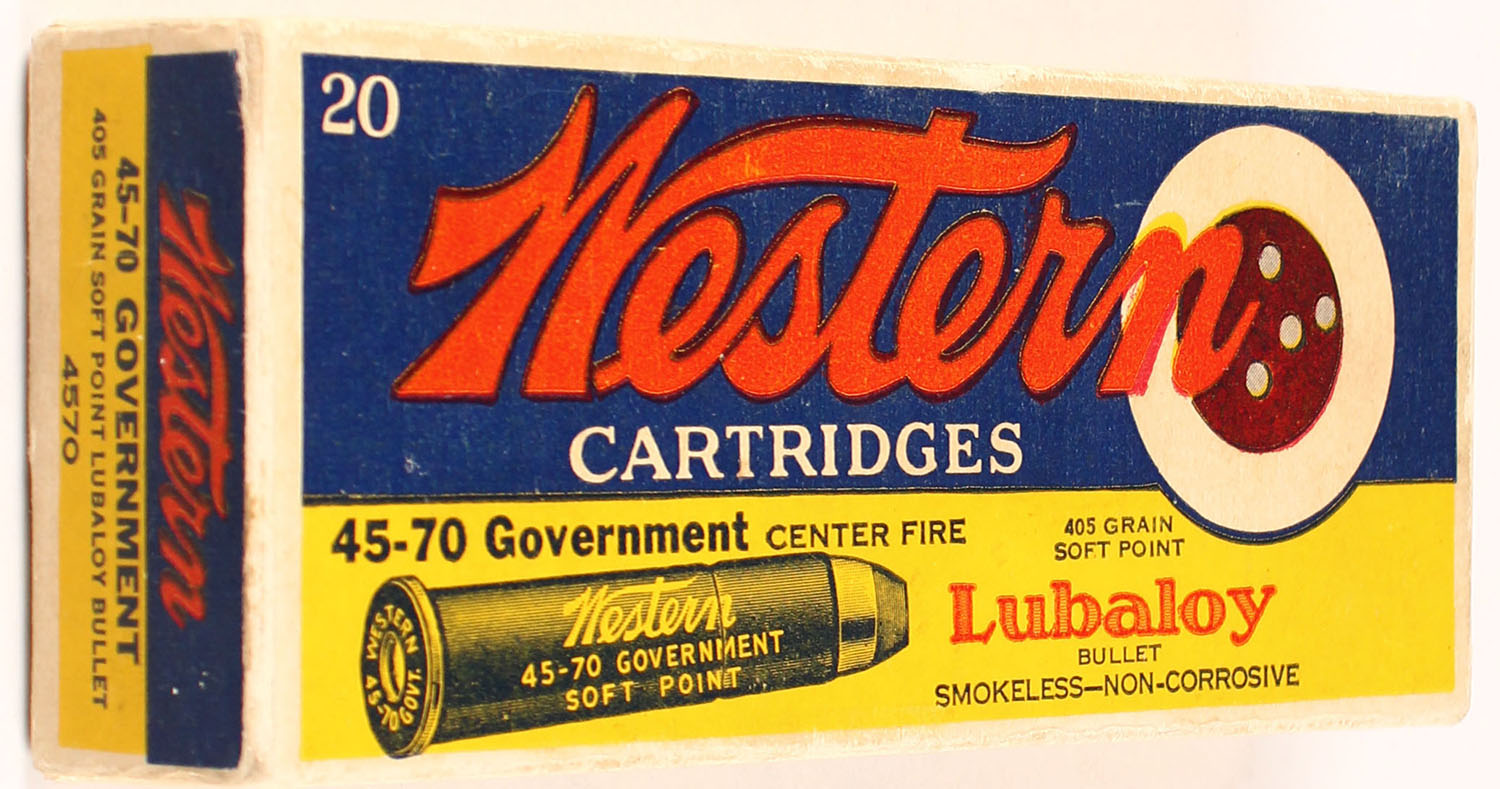 20
Western
CARTRIDGES
45-70 Government CENTER FIRE
405 GRAIN
SOFT POINT
Lubaloy
BULLET
SMOKELESS—NON-CORROSIVE
Western
45-70 GOVERNMENT
SOFT POINT
WESTERN
45-70 GOVT.
Western
45-70 GOVERNMENT
405 GRAIN SOFT POINT LUBALOY BULLET
4570